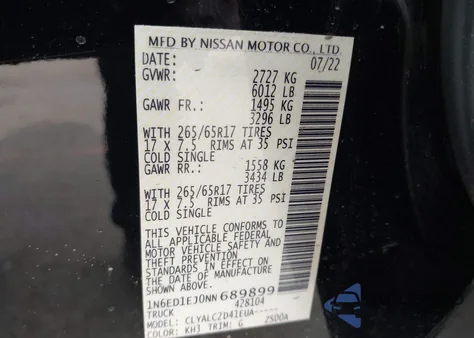 MFD BY NISSAN MOTOR CO., LTD.
DATE: 07/22
GVWR: 2727 KG
6012 LB
GAWR FR.: 1495 KG
3296 LB
WITH 265/65R17 TIRES
17 X 7.5 RIMS AT 35 PSI
COLD SINGLE
GAWR RR.: 1558 KG
3434 LB
WITH 265/65R17 TIRES
17 X 7.5 RIMS AT 35 PSI
COLD SINGLE
THIS VEHICLE CONFORMS TO
ALL APPLICABLE FEDERAL
MOTOR VEHICLE SAFETY AND
THEFT PREVENTION
STANDARDS IN EFFECT ON
THE DATE OF MANUFACTURE
SHOWN ABOVE.
1N6ED1EJ0NN 689899
428104
MODEL: CLYALCZD41EUA-----
COLOR: KH3 TRIM: G 2S00A